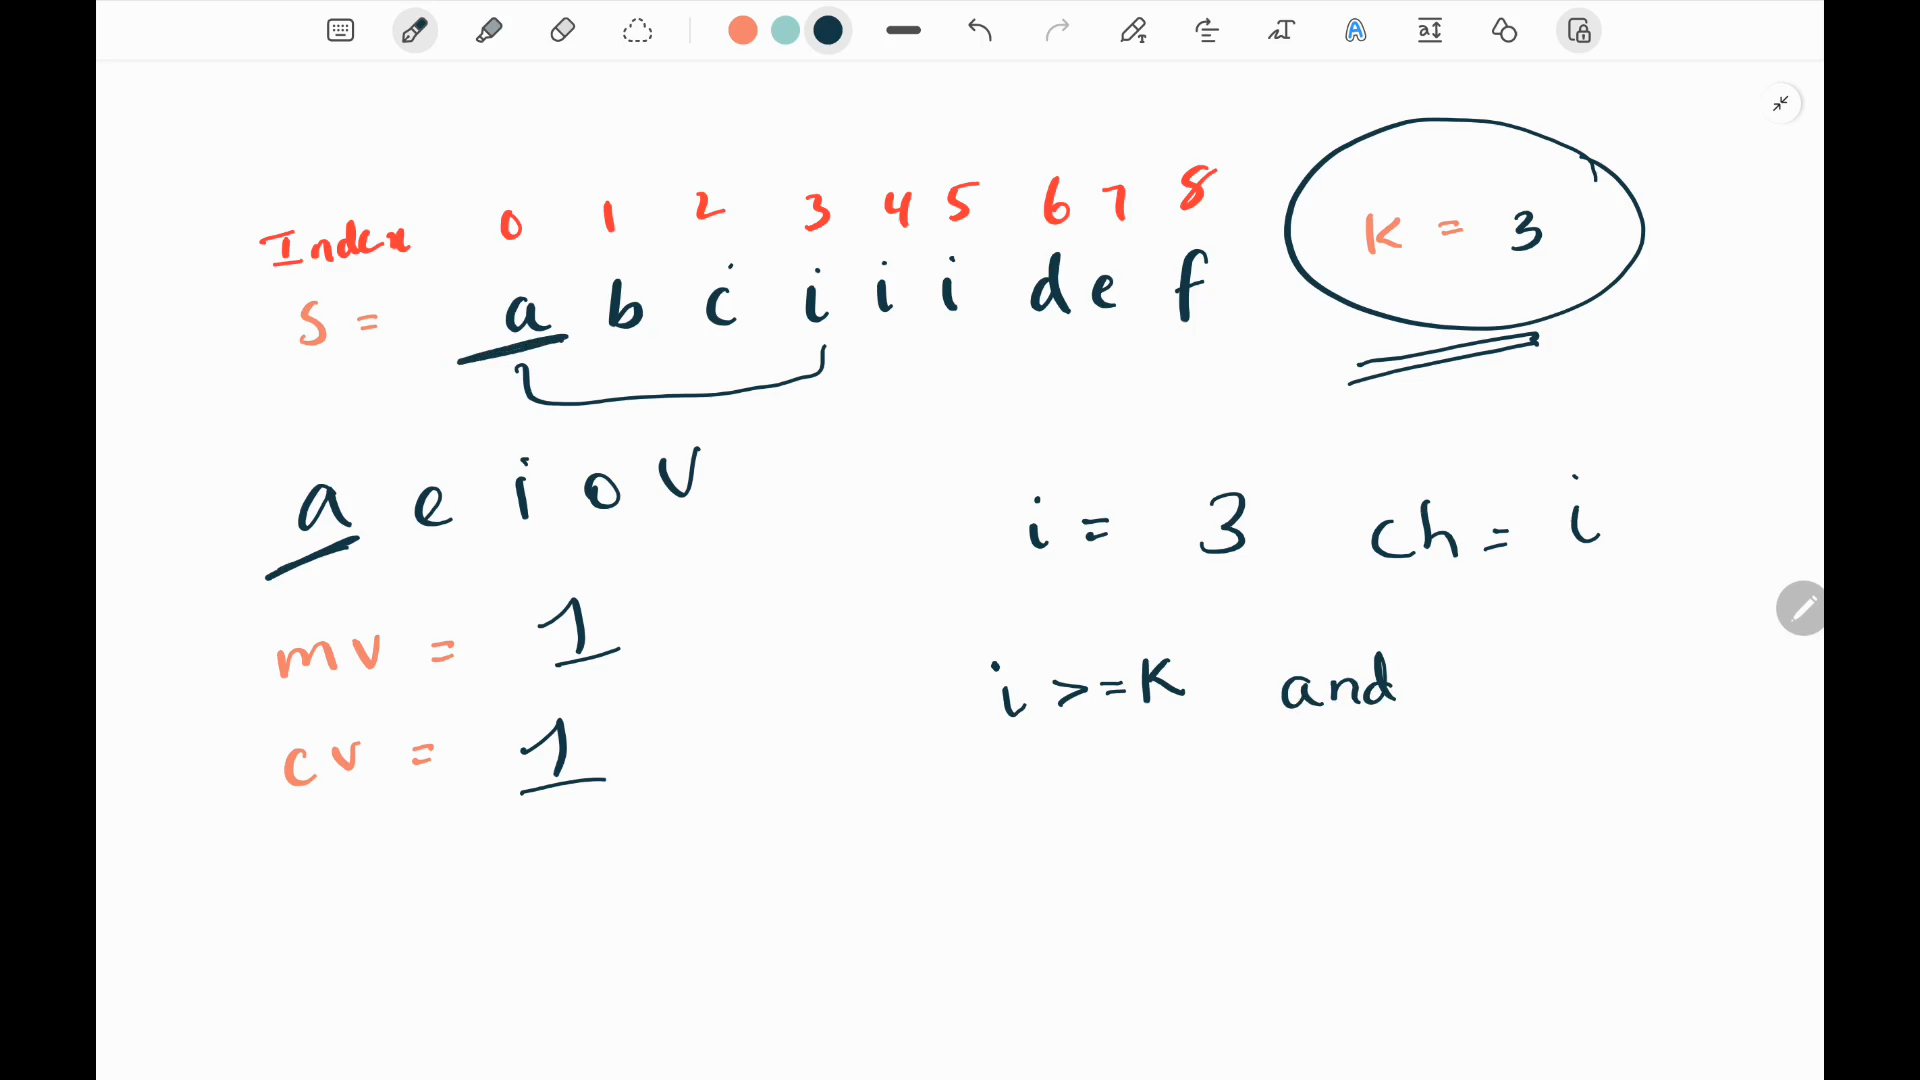 Index 0 1 2 3 4 5 6 7 8
S = a b c i i i d e f
K = 3
a e i o v
i = 3 ch = i
mv = 1
i >= K and
cv = 1